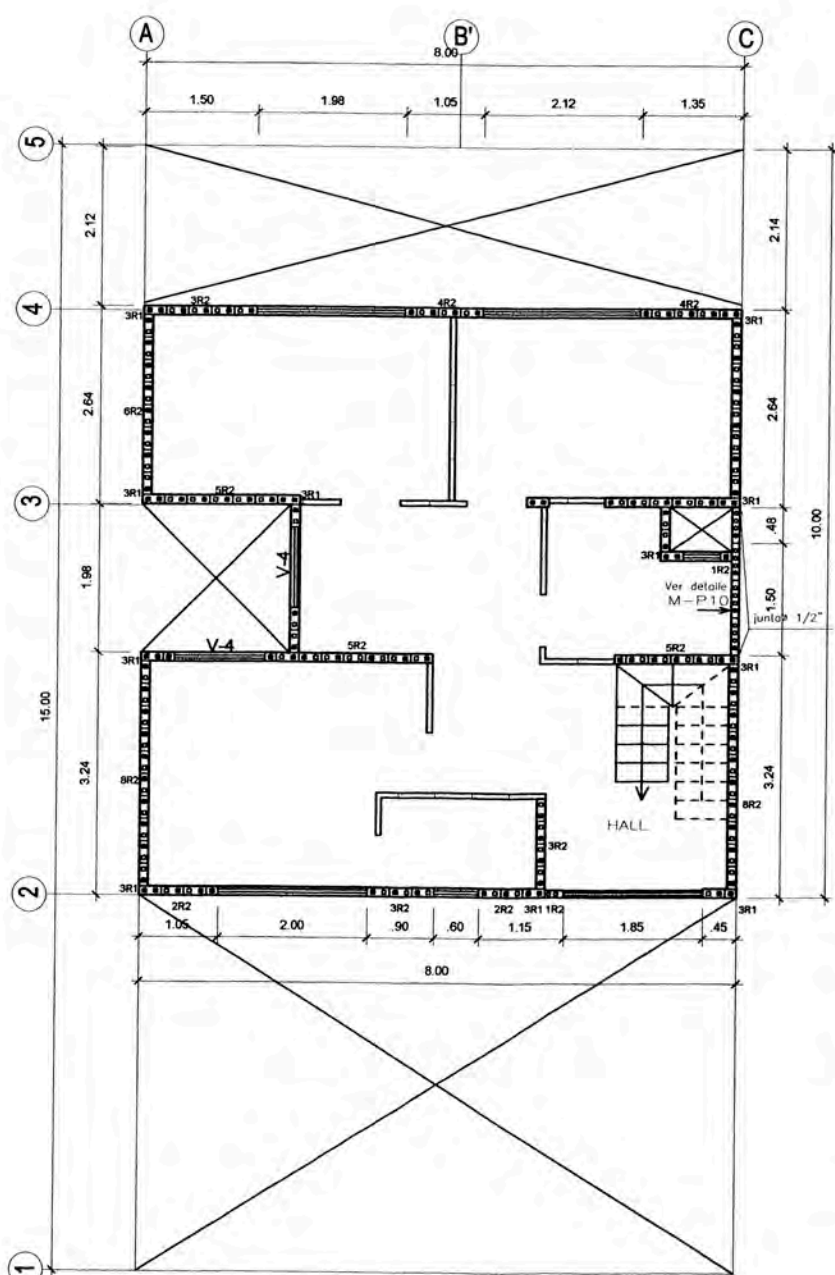 A B' C
8.00
1.50 1.98 1.05 2.12 1.35
5
2.12 2.14
3R2 4R2 4R2
4 3R1 3R1
2.64 6R2 2.64
3R1 5R2 3R1 3R1
3
.48
V-4 3R1 1R2
10.00
1.98 Ver detalle
M-P10 1.50
junta 1/2"
V-4 5R2 5R2
3R1 3R1
15.00
3.24 3.24
8R2 8R2
HALL
3R2
2 3R1
2R2 3R2 2R2 3R1 1R2 3R1
1.05 2.00 .90 .60 1.15 1.85 .45
8.00
1